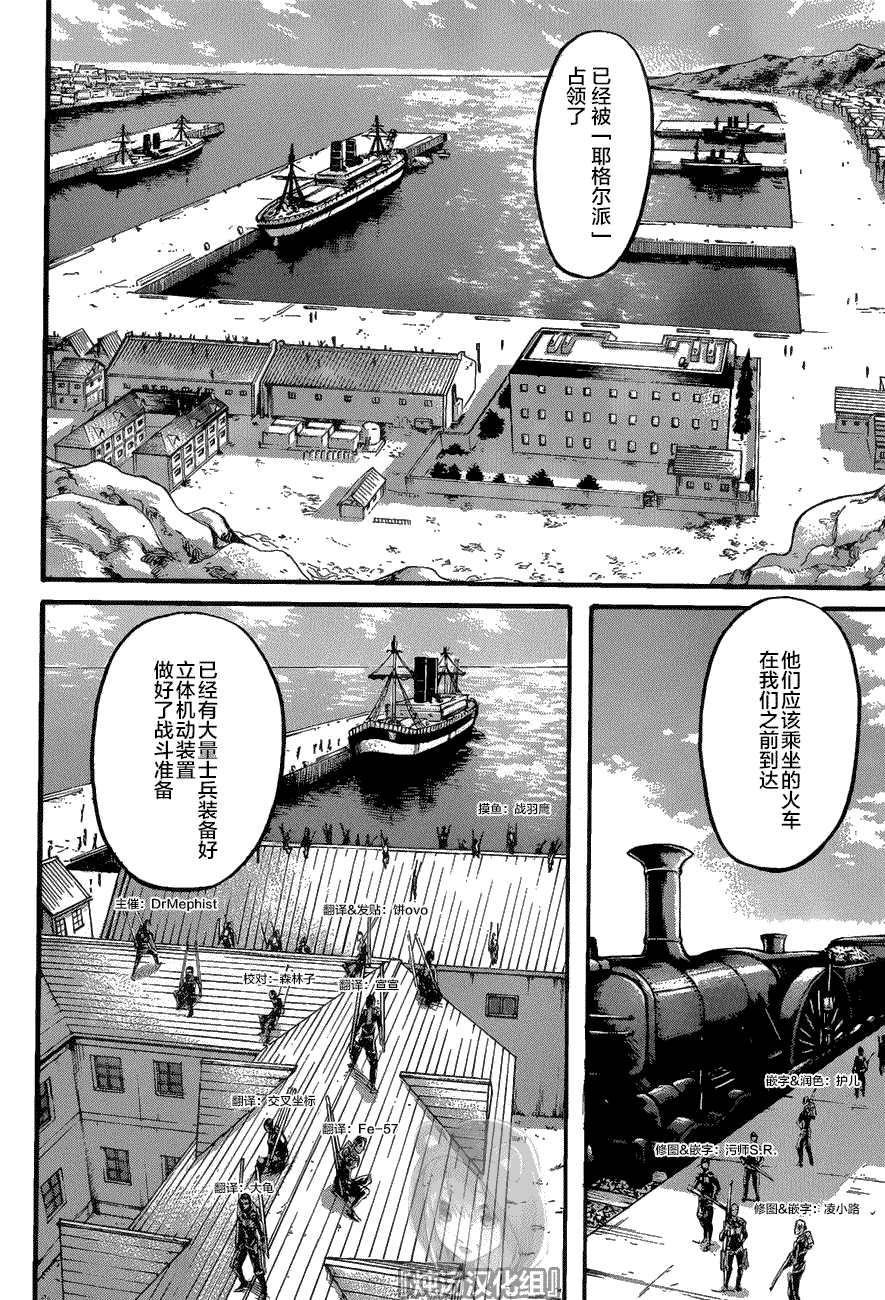 已经被「耶格尔派」
占领了
他们应该乘坐的火车
在我们之前到达
已经有大量士兵装备好
立体机动装置
做好了战斗准备
摸鱼：战羽鹰
主催：DrMephist
翻译&发贴：饼ovo
校对：森林子
翻译：宣宣
翻译：交叉坐标
翻译：Fe-57
翻译：大龟
嵌字&润色：护儿
修图&嵌字：污师S.R.
修图&嵌字：凌小路
汉化组』